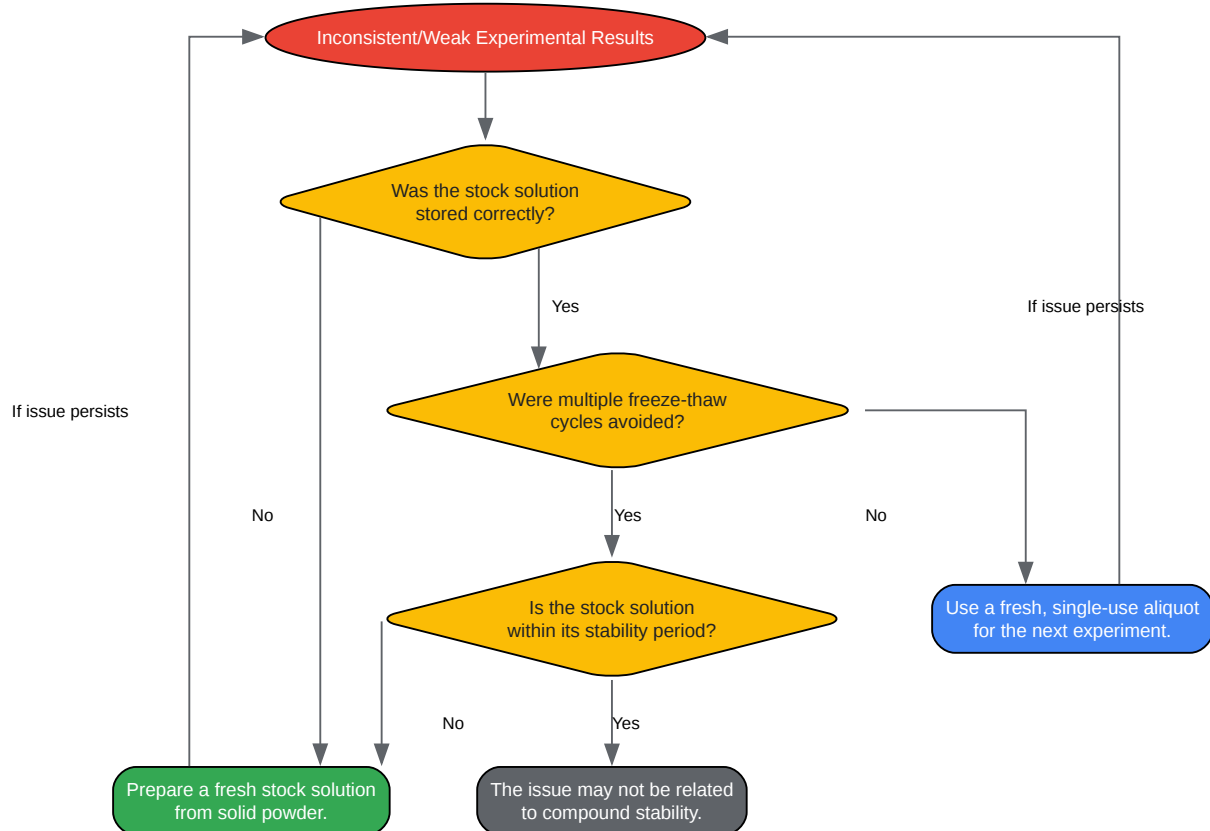 Inconsistent/Weak Experimental Results
Was the stock solution
stored correctly?
Yes
If issue persists
Were multiple freeze-thaw
cycles avoided?
If issue persists
No
Yes
No
Is the stock solution
within its stability period?
Use a fresh, single-use aliquot
for the next experiment.
No
Yes
Prepare a fresh stock solution
from solid powder.
The issue may not be related
to compound stability.